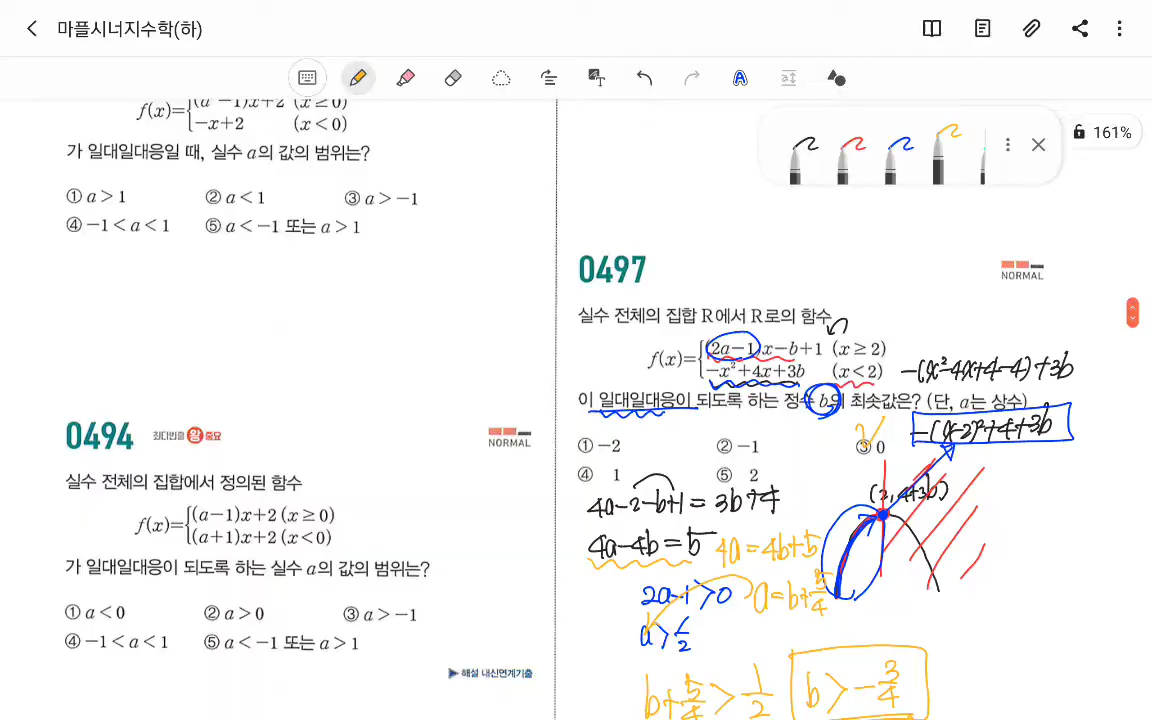 마플시너지수학(하)
161%
f(x)={(a²-1)x+2 (x≥0)
-x+2 (x<0)
가 일대일대응일 때, 실수 a의 값의 범위는?
① a>1 ② a<1 ③ a>-1
④ -1<a<1 ⑤ a<-1 또는 a>1
0494 최다빈출 왕 중요 NORMAL
실수 전체의 집합에서 정의된 함수
f(x)={(a-1)x+2 (x≥0)
(a+1)x+2 (x<0)
가 일대일대응이 되도록 하는 실수 a의 값의 범위는?
① a<0 ② a>0 ③ a>-1
④ -1<a<1 ⑤ a<-1 또는 a>1
▶ 해설 내신연계기출
0497 NORMAL
실수 전체의 집합 R에서 R로의 함수
f(x)={(2a-1)x-b+1 (x≥2)
-x²+4x+3b (x<2)
-(x²-4x+4-4)+3b
이 일대일대응이 되도록 하는 정수 b의 최솟값은? (단, a는 상수)
-(x-2)²+4+3b
① -2 ② -1 ③ 0
④ 1 ⑤ 2
(2, 4+3b)
4a-2-b+1=3b+4
4a-4b=5
4a=4b+5
2a-1>0
a=b+5/4
a>1/2
b+5/4>1/2
b>-3/4